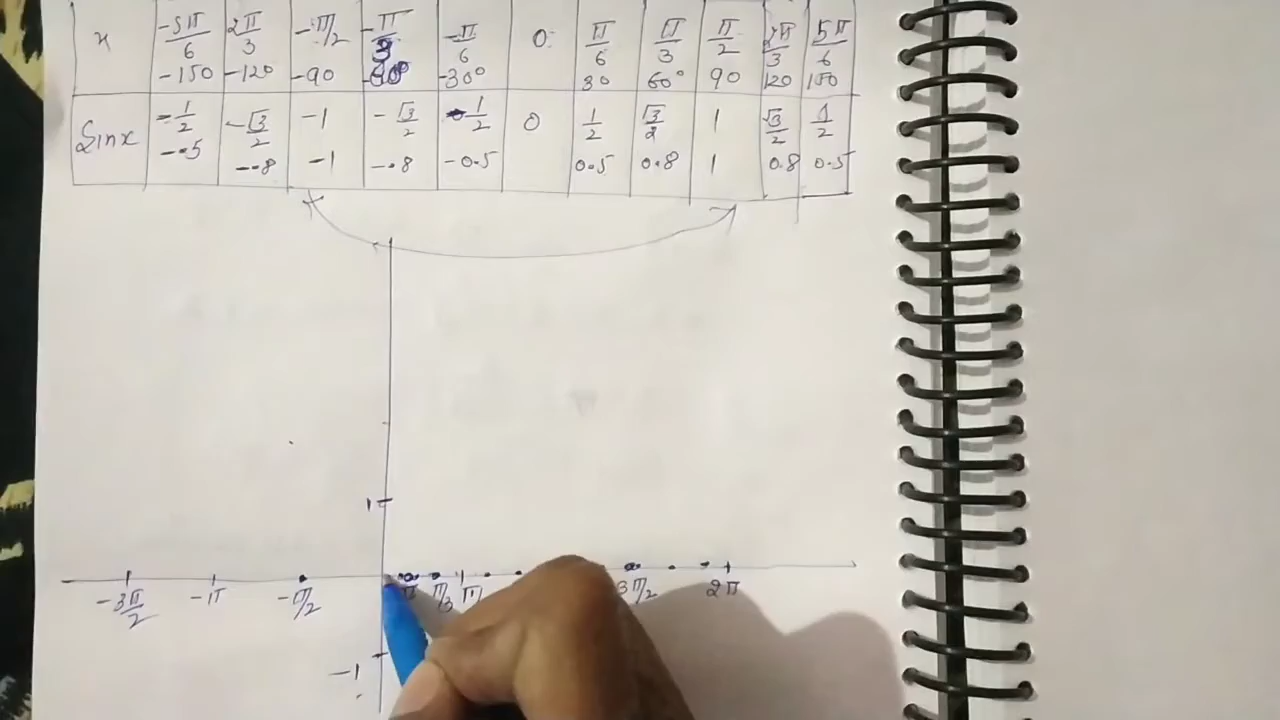 x -5π/6 2π/3 -π/2 -π/3 -π/6 0 π/6 π/3 π/2 2π/3 5π/6
-150 -120 -90 -60° -30° 30 60° 90 120 150
Sinx -1/2 -√3/2 -1 -√3/2 -1/2 0 1/2 √3/2 1 √3/2 1/2
-.5 -.8 -1 -.8 -0.5 0.5 0.8 1 0.8 0.5
1
-3π/2 -π -π/2 π π/3 π 3π/2 2π
-1